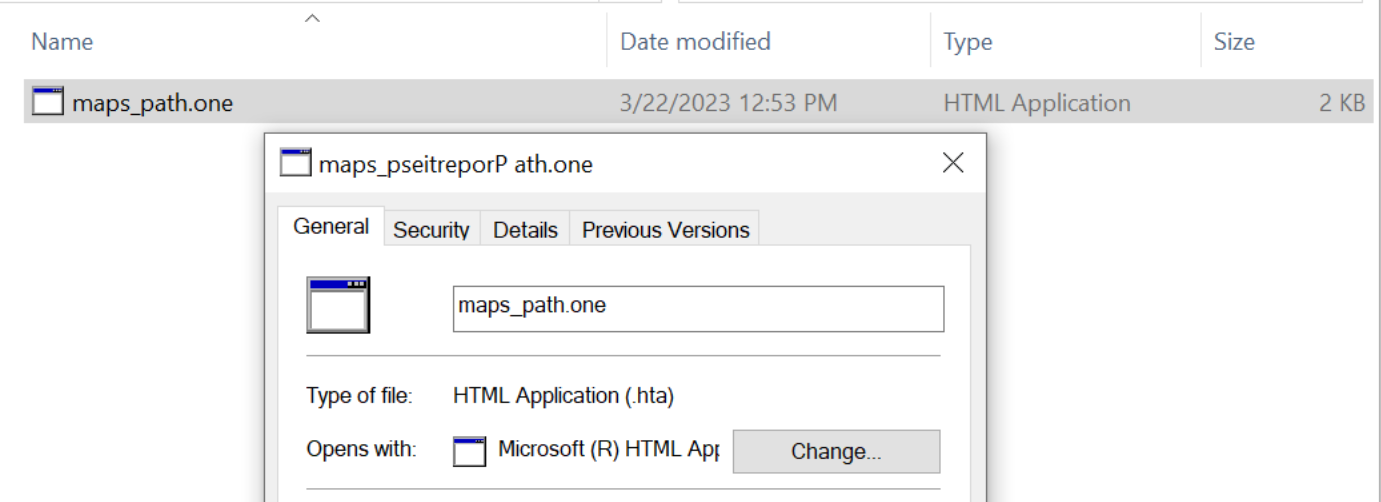 Name Date modified Type Size
maps_path.one 3/22/2023 12:53 PM HTML Application 2 KB
maps_pseitreporP ath.one
General Security Details Previous Versions
maps_path.one
Type of file: HTML Application (.hta)
Opens with: Microsoft (R) HTML App Change...